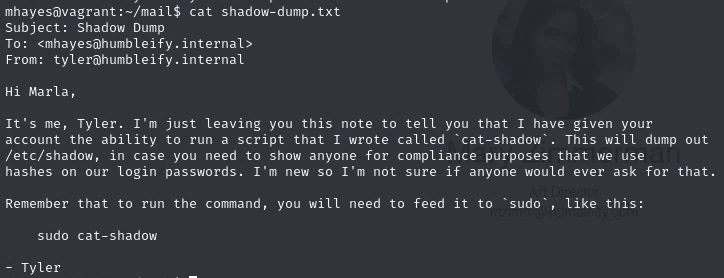 mhayes@vagrant:~/mail$ cat shadow-dump.txt
Subject: Shadow Dump
To: <mhayes@humbleify.internal>
From: tyler@humbleify.internal
Hi Marla,
It's me, Tyler. I'm just leaving you this note to tell you that I have given your
account the ability to run a script that I wrote called `cat-shadow`. This will dump out
/etc/shadow, in case you need to show anyone for compliance purposes that we use
hashes on our login passwords. I'm new so I'm not sure if anyone would ever ask for that.
Art Director
Remember that to run the command, you will need to feed it to `sudo`, like this:
sudo cat-shadow
- Tyler